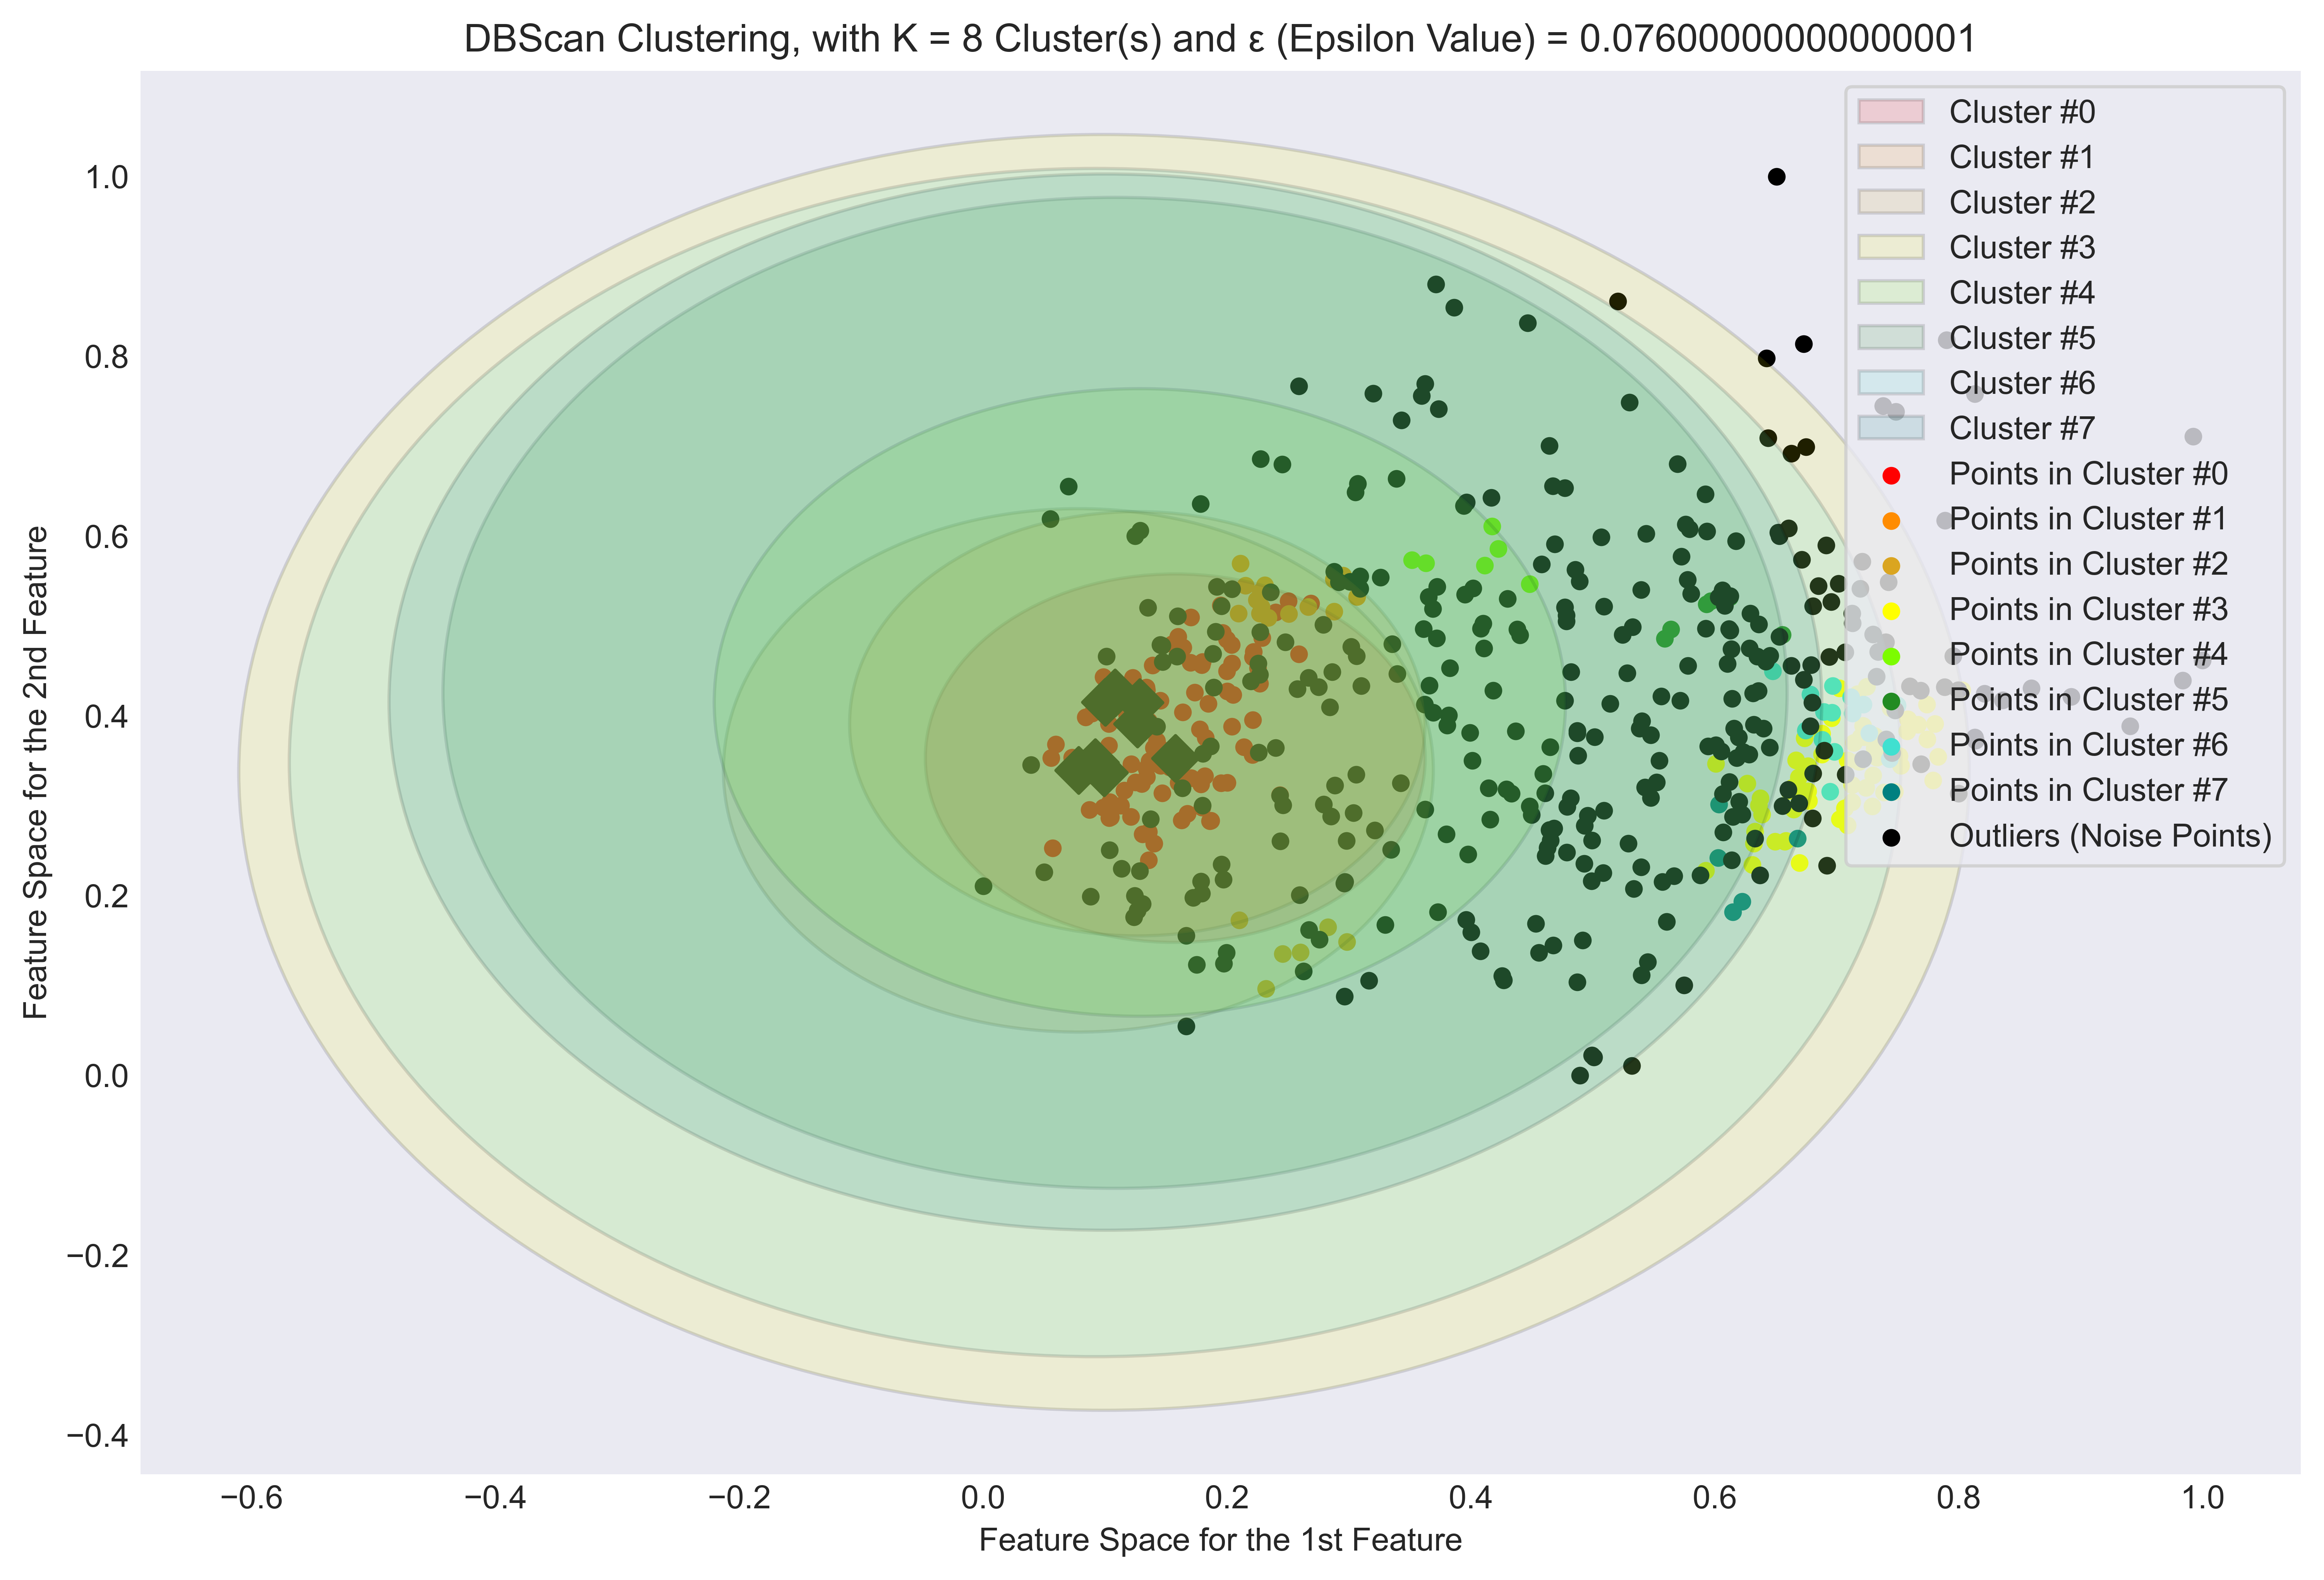 DBScan Clustering, with K = 8 Cluster(s) and ε (Epsilon Value) = 0.07600000000000001
Cluster #0
Cluster #1
Cluster #2
Cluster #3
Cluster #4
Cluster #5
Cluster #6
Cluster #7
Points in Cluster #0
Points in Cluster #1
Points in Cluster #2
Points in Cluster #3
Points in Cluster #4
Points in Cluster #5
Points in Cluster #6
Points in Cluster #7
Outliers (Noise Points)
Feature Space for the 2nd Feature
1.0
0.8
0.6
0.4
0.2
0.0
−0.2
−0.4
−0.6 −0.4 −0.2 0.0 0.2 0.4 0.6 0.8 1.0
Feature Space for the 1st Feature